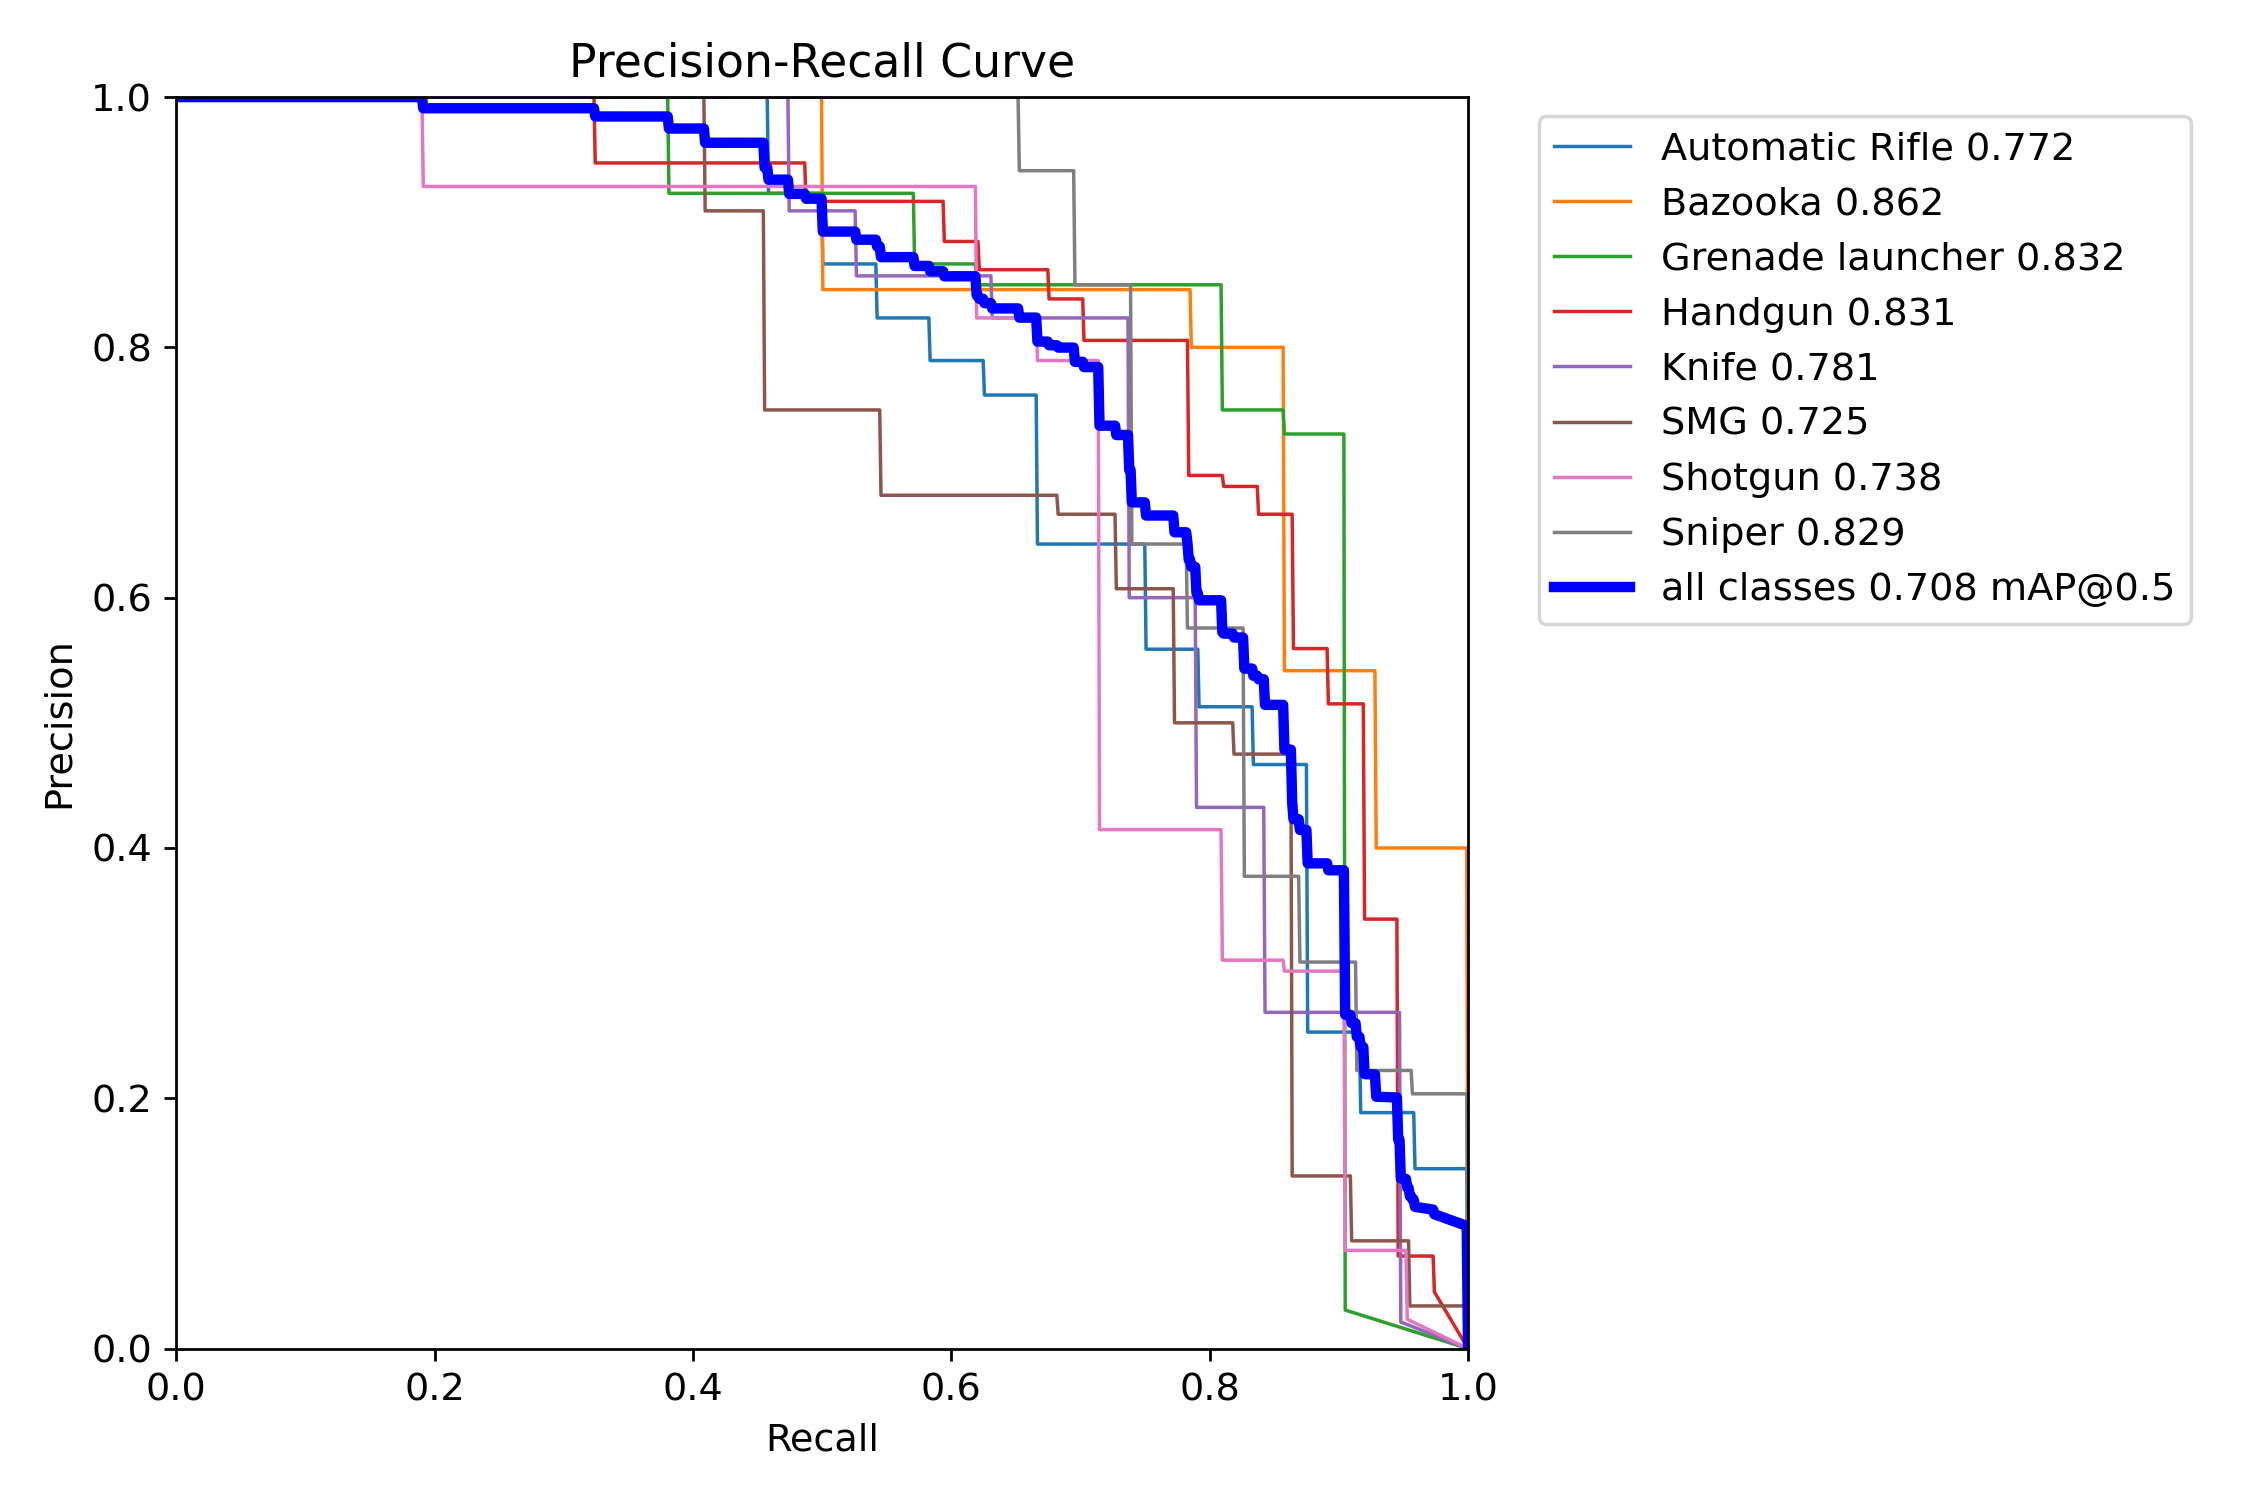 Precision-Recall Curve
1.0
0.8
0.6
0.4
0.2
0.0
Precision
0.0 0.2 0.4 0.6 0.8 1.0
Recall
Automatic Rifle 0.772
Bazooka 0.862
Grenade launcher 0.832
Handgun 0.831
Knife 0.781
SMG 0.725
Shotgun 0.738
Sniper 0.829
all classes 0.708 mAP@0.5